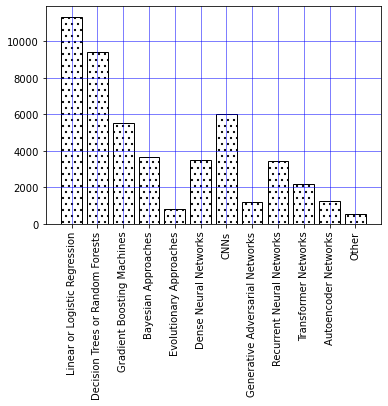 10000
8000
6000
4000
2000
0
Linear or Logistic Regression
Decision Trees or Random Forests
Gradient Boosting Machines
Bayesian Approaches
Evolutionary Approaches
Dense Neural Networks
CNNs
Generative Adversarial Networks
Recurrent Neural Networks
Transformer Networks
Autoencoder Networks
Other